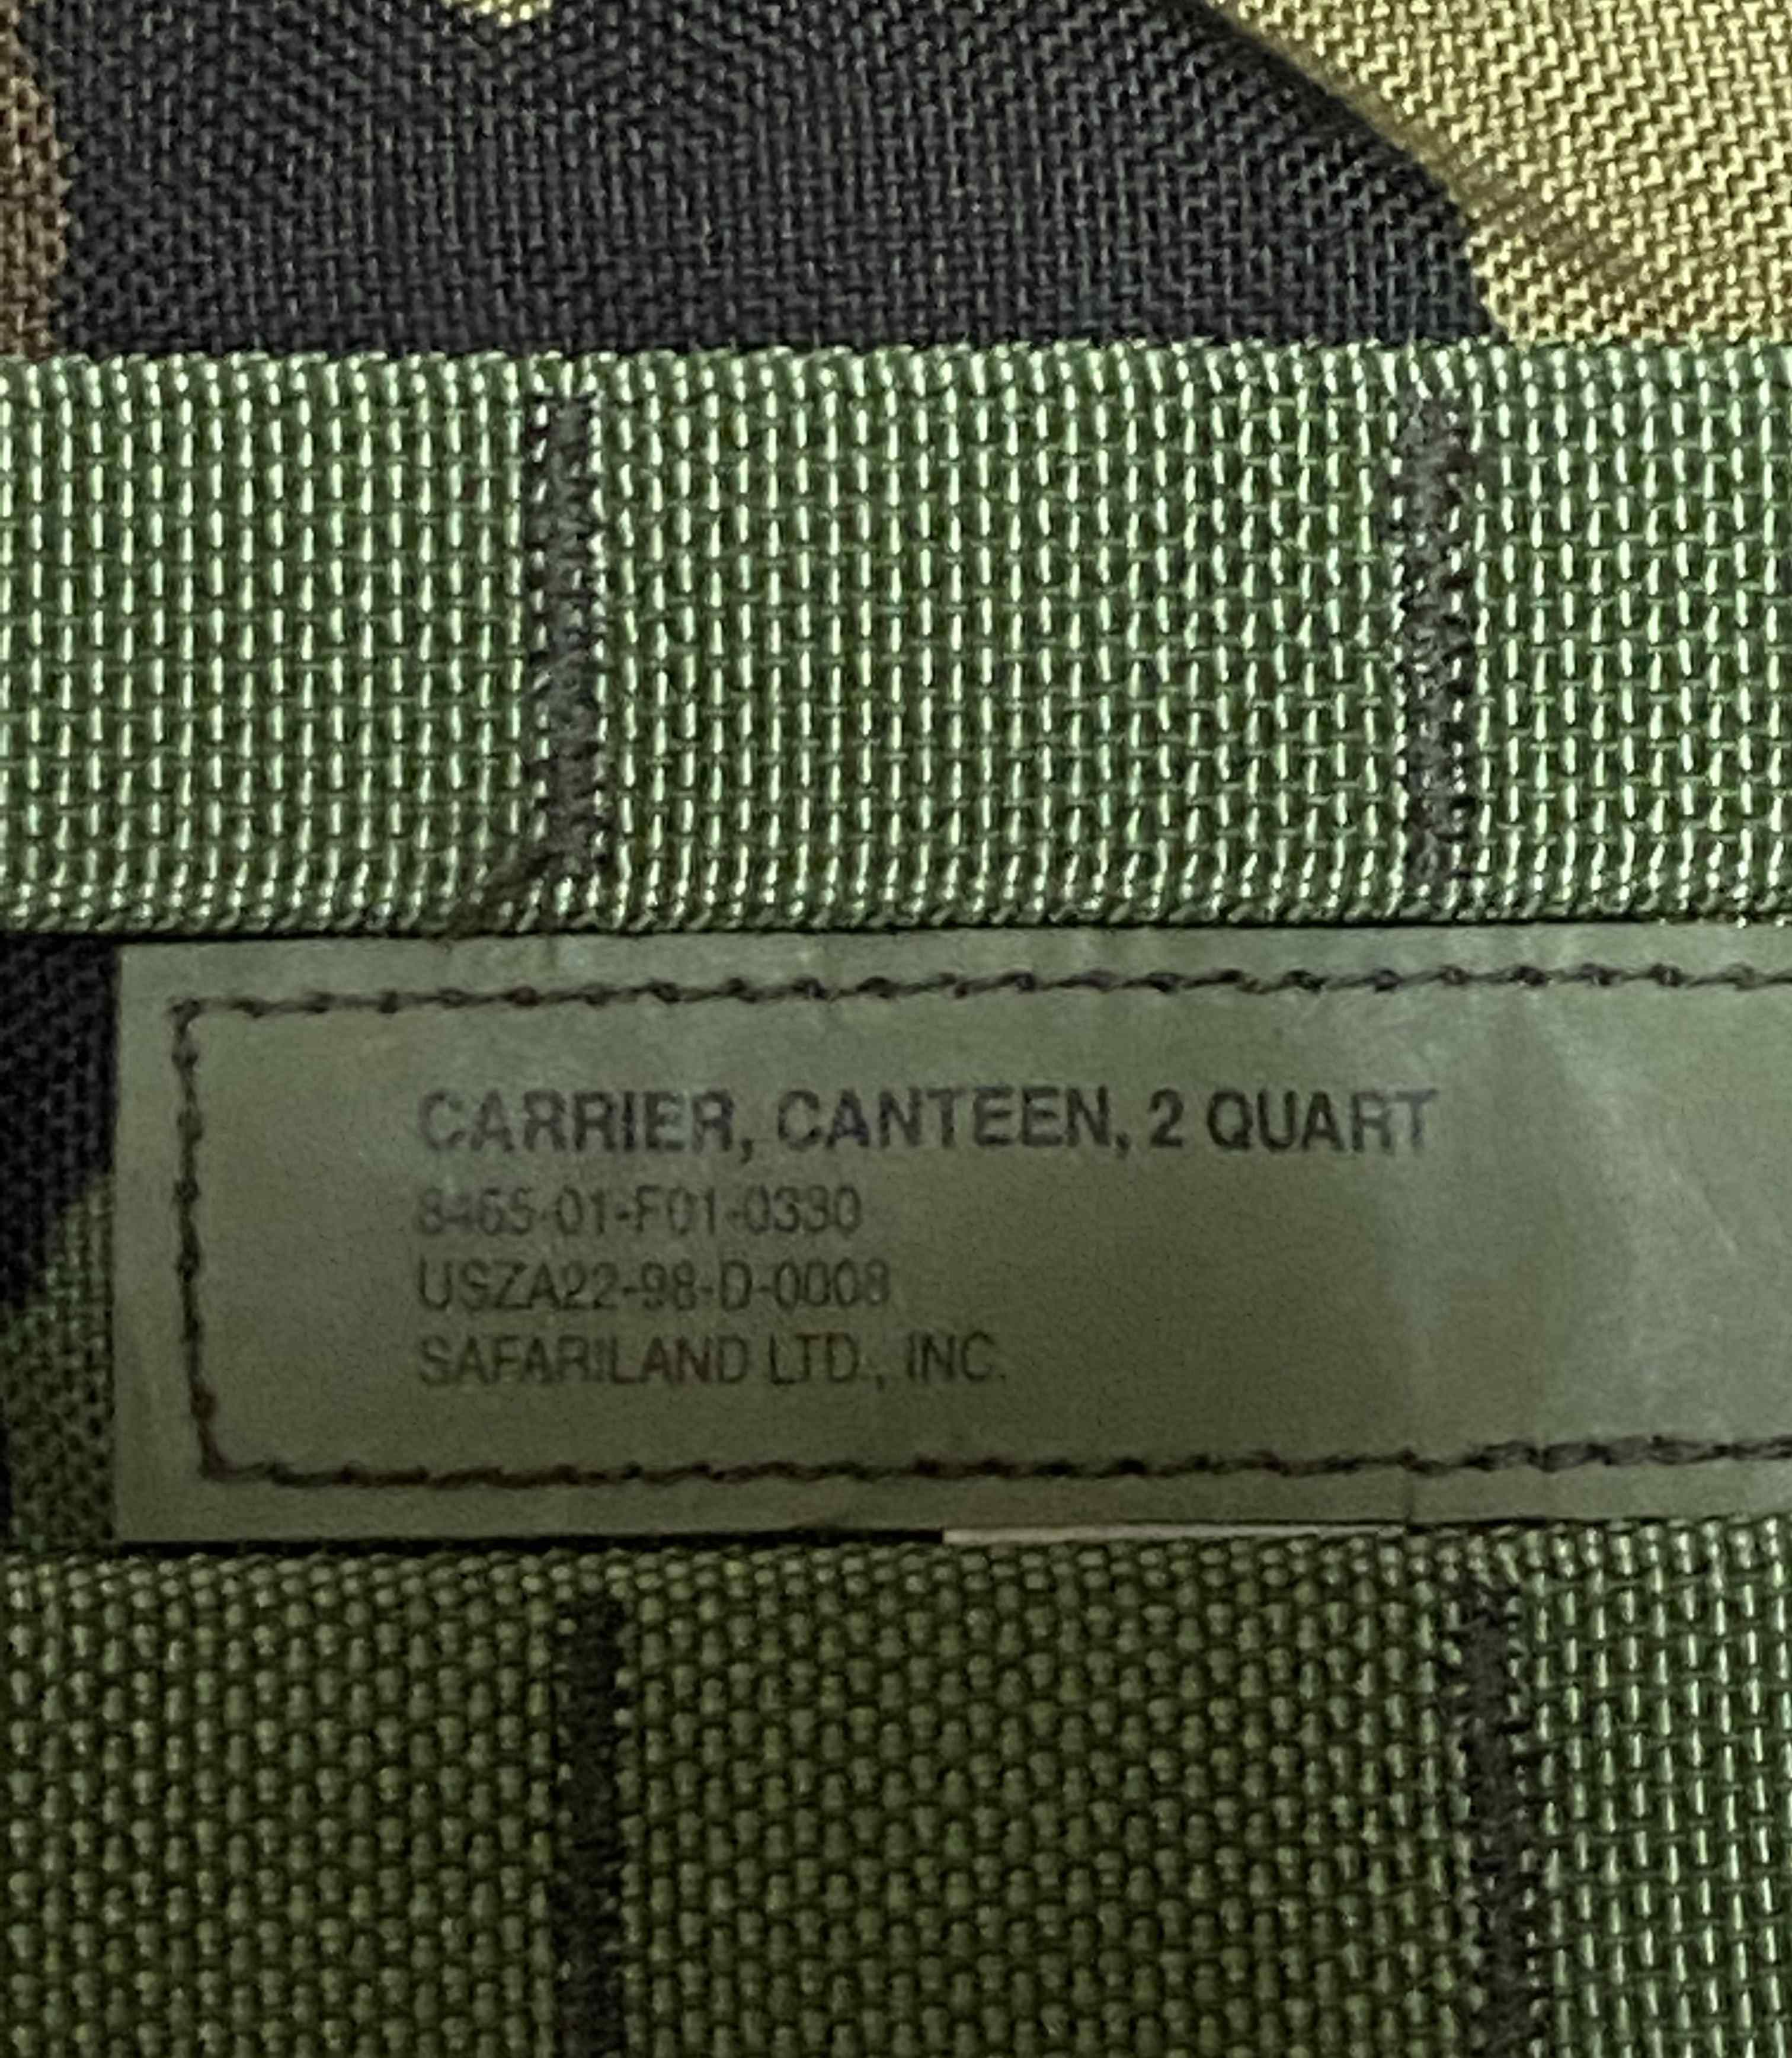 CARRIER, CANTEEN, 2 QUART
8465-01-F01-0330
USZA22-98-D-0008
SAFARILAND LTD., INC.